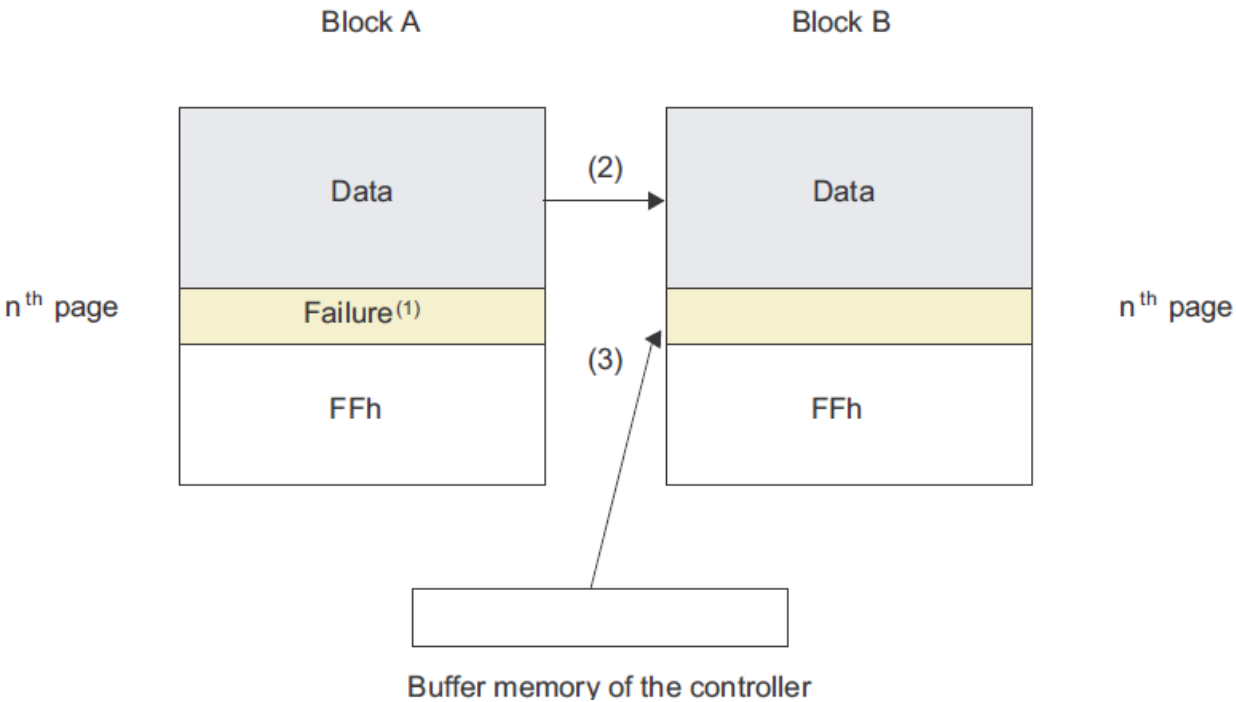 Block A Block B
(2)
Data Data
n^th page Failure(1) n^th page
(3)
FFh FFh
Buffer memory of the controller